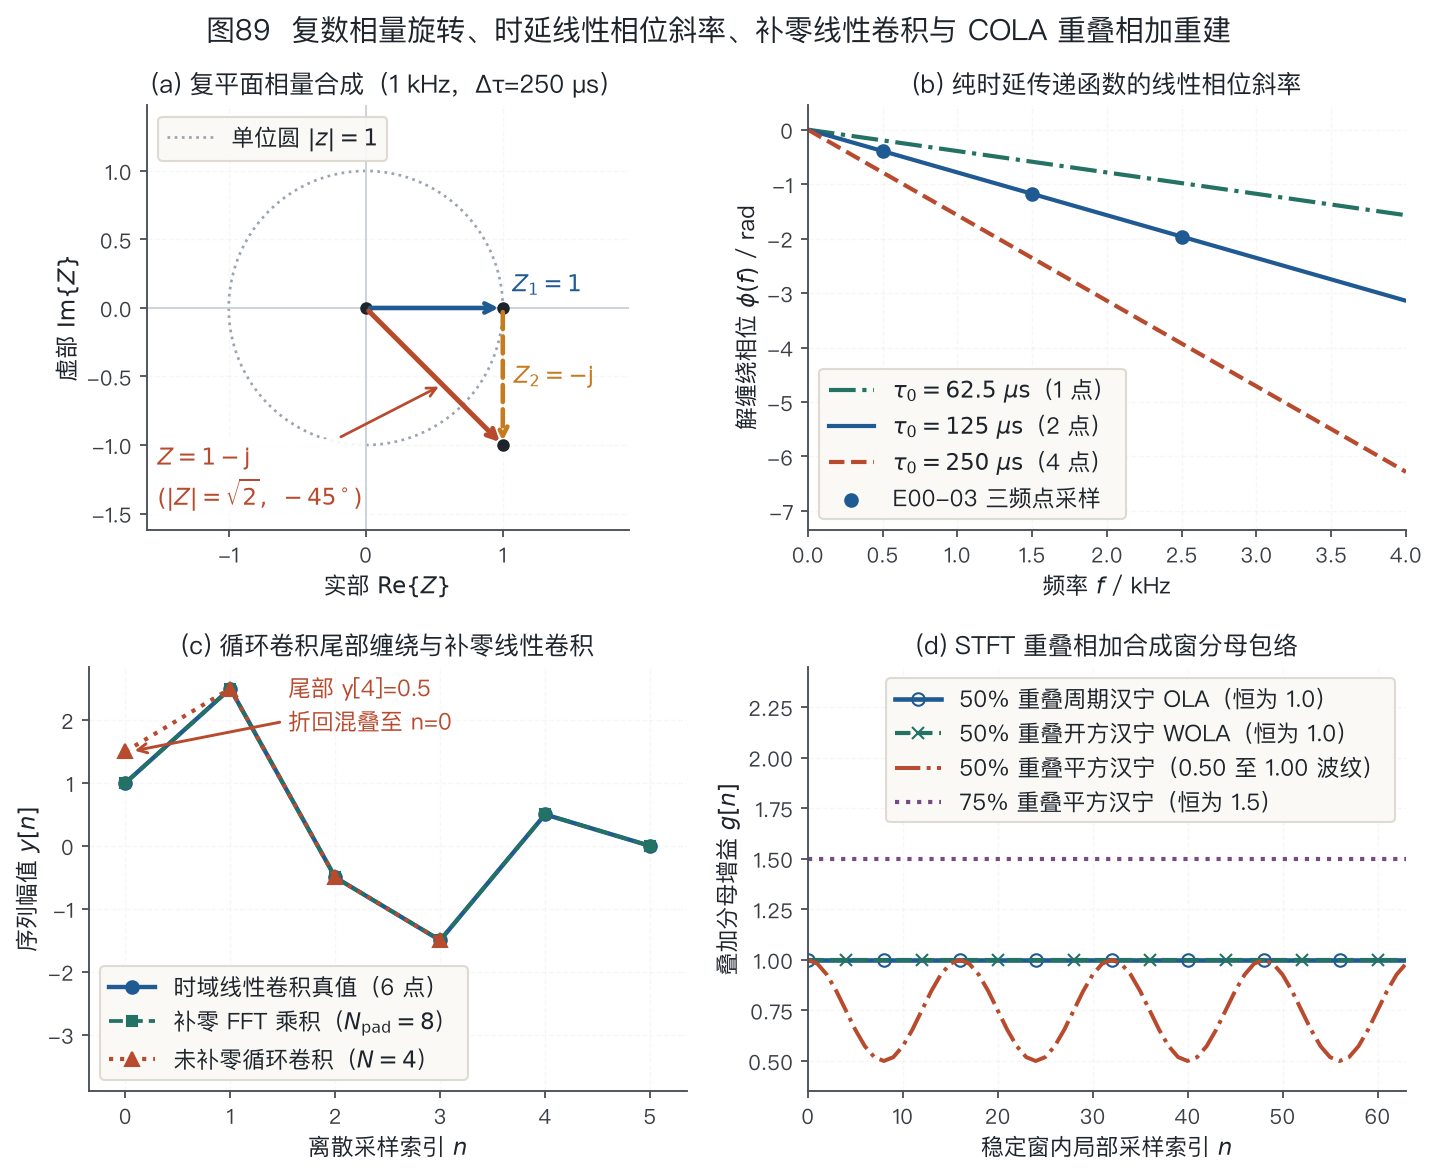 图89 复数相量旋转、时延线性相位斜率、补零线性卷积与 COLA 重叠相加重建
(a) 复平面相量合成（1 kHz，Δτ=250 μs）
单位圆 |z| = 1
1.0
0.5
0.0
−0.5
−1.0
−1.5
虚部 Im{Z}
Z₁ = 1
Z₂ = −j
Z = 1 − j
(|Z| = √2, −45°)
−1
0
1
实部 Re{Z}
(b) 纯时延传递函数的线性相位斜率
0
−1
−2
−3
−4
−5
−6
−7
解缠绕相位 ϕ(f) / rad
τ₀ = 62.5 μs（1 点）
τ₀ = 125 μs（2 点）
τ₀ = 250 μs（4 点）
E00–03 三频点采样
0.0
0.5
1.0
1.5
2.0
2.5
3.0
3.5
4.0
频率 f / kHz
(c) 循环卷积尾部缠绕与补零线性卷积
尾部 y[4]=0.5
折回混叠至 n=0
2
1
0
−1
−2
−3
序列幅值 y[n]
时域线性卷积真值（6 点）
补零 FFT 乘积（N_pad = 8）
未补零循环卷积（N = 4）
0
1
2
3
4
5
离散采样索引 n
(d) STFT 重叠相加合成窗分母包络
50% 重叠周期汉宁 OLA（恒为 1.0）
50% 重叠开方汉宁 WOLA（恒为 1.0）
50% 重叠平方汉宁（0.50 至 1.00 波纹）
75% 重叠平方汉宁（恒为 1.5）
2.25
2.00
1.75
1.50
1.25
1.00
0.75
0.50
叠加分母增益 g[n]
0
10
20
30
40
50
60
稳定窗内局部采样索引 n